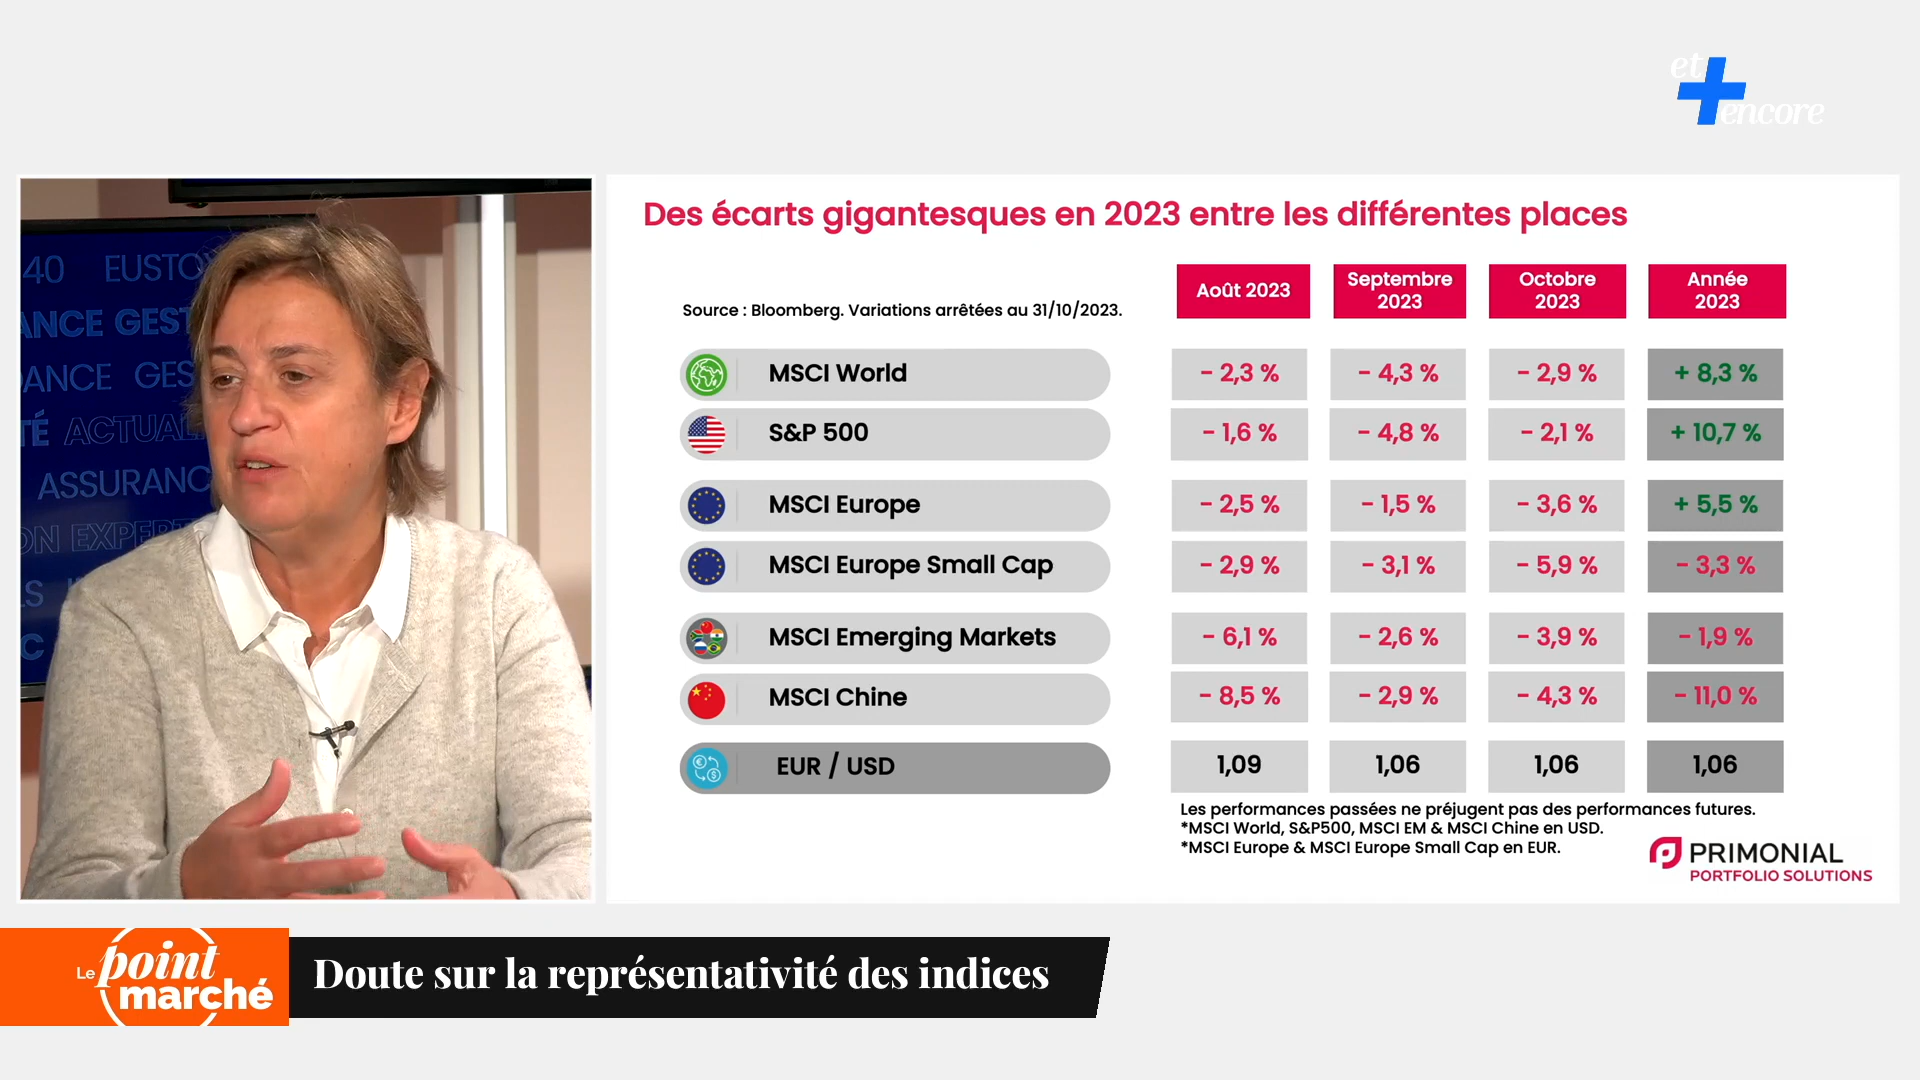 et
encore
40 EUSTO
ANCE GEST
DANCE GES
TÉ ACTUAL
ASSURANC
ON EXPERT
LS
C
Des écarts gigantesques en 2023 entre les différentes places
Source : Bloomberg. Variations arrêtées au 31/10/2023.
Août 2023
Septembre 2023
Octobre 2023
Année 2023
MSCI World - 2,3 % - 4,3 % - 2,9 % + 8,3 %
S&P 500 - 1,6 % - 4,8 % - 2,1 % + 10,7 %
MSCI Europe - 2,5 % - 1,5 % - 3,6 % + 5,5 %
MSCI Europe Small Cap - 2,9 % - 3,1 % - 5,9 % - 3,3 %
MSCI Emerging Markets - 6,1 % - 2,6 % - 3,9 % - 1,9 %
MSCI Chine - 8,5 % - 2,9 % - 4,3 % - 11,0 %
EUR / USD 1,09 1,06 1,06 1,06
Les performances passées ne préjugent pas des performances futures.
*MSCI World, S&P500, MSCI EM & MSCI Chine en USD.
*MSCI Europe & MSCI Europe Small Cap en EUR.
PRIMONIAL
PORTFOLIO SOLUTIONS
Le point
marché
Doute sur la représentativité des indices